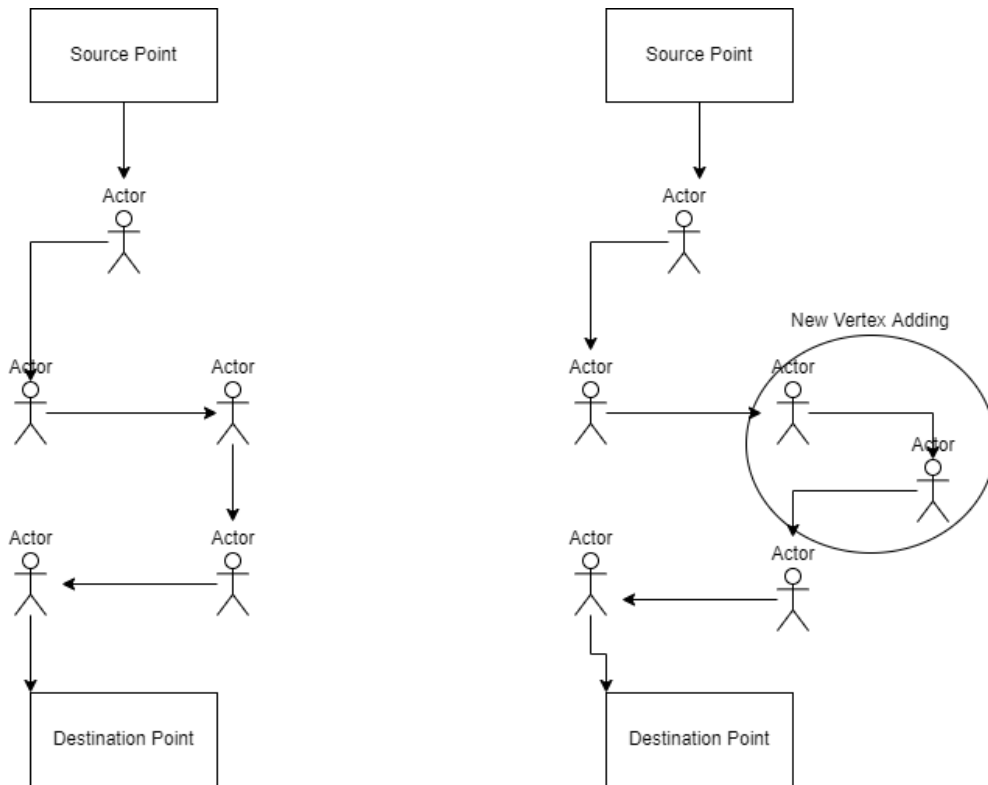 Source Point
Actor
Actor
Actor
Actor
Actor
Destination Point
Source Point
Actor
New Vertex Adding
Actor
Actor
Actor
Actor
Actor
Destination Point